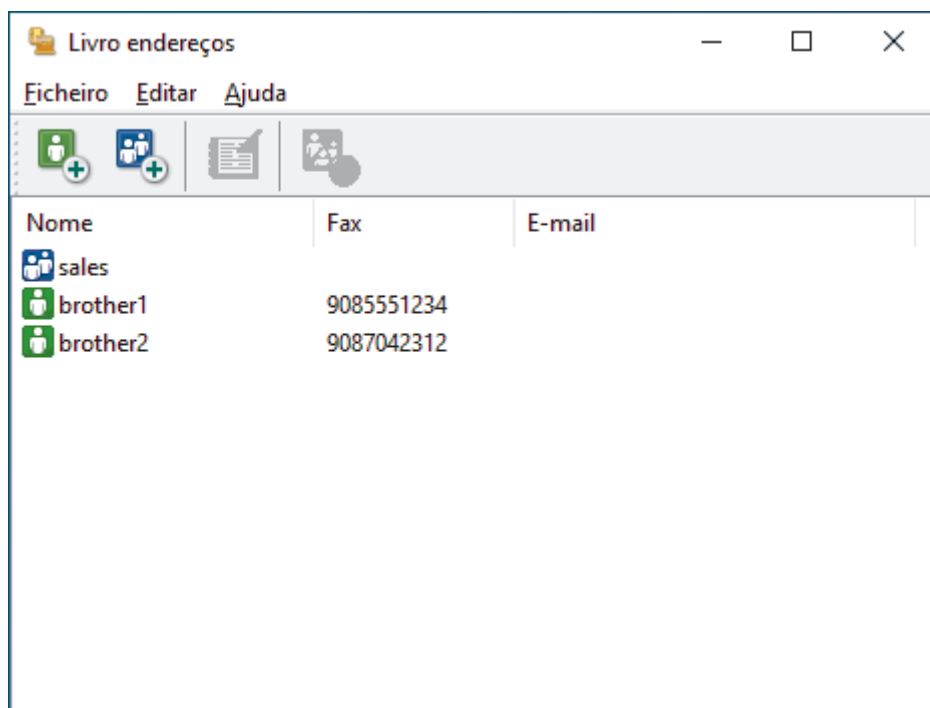 Livro endereços
Ficheiro Editar Ajuda
Nome Fax E-mail
sales
brother1 9085551234
brother2 9087042312